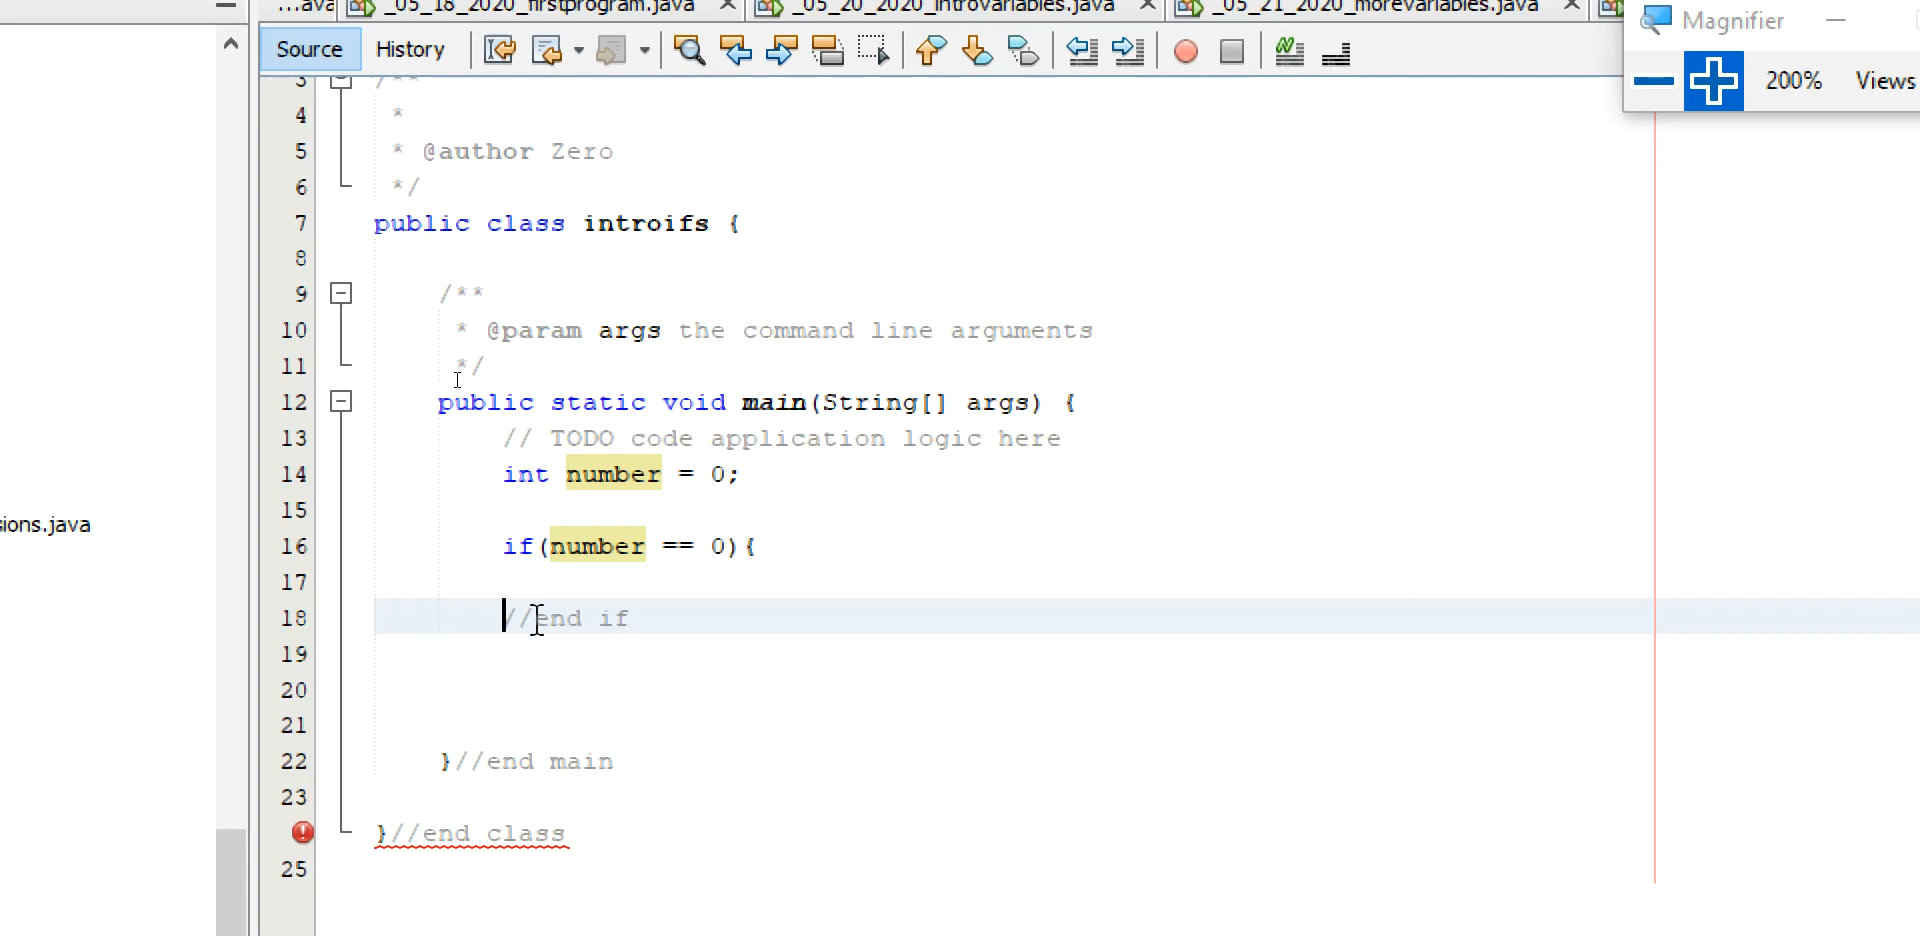 ...ava
_05_18_2020_firstprogram.java
_05_20_2020_introvariables.java
_05_21_2020_morevariables.java
Magnifier
Source
History
200%
Views
3 /**
4 *
5 * @author Zero
6 */
7 public class introifs {
8
9 /**
10 * @param args the command line arguments
11 */
12 public static void main(String[] args) {
13 // TODO code application logic here
14 int number = 0;
15
16 if(number == 0){
17
18 //end if
19
20
21
22 }//end main
23
}//end class
25
sions.java